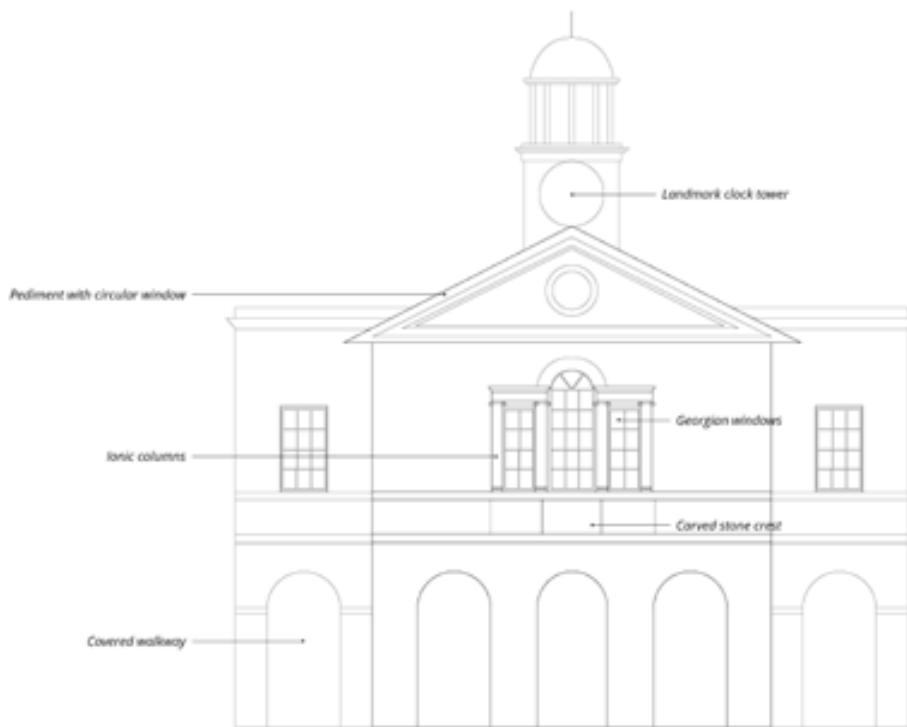 Landmark clock tower
Pediment with circular window
Georgian windows
Ionic columns
Carved stone crest
Covered walkway